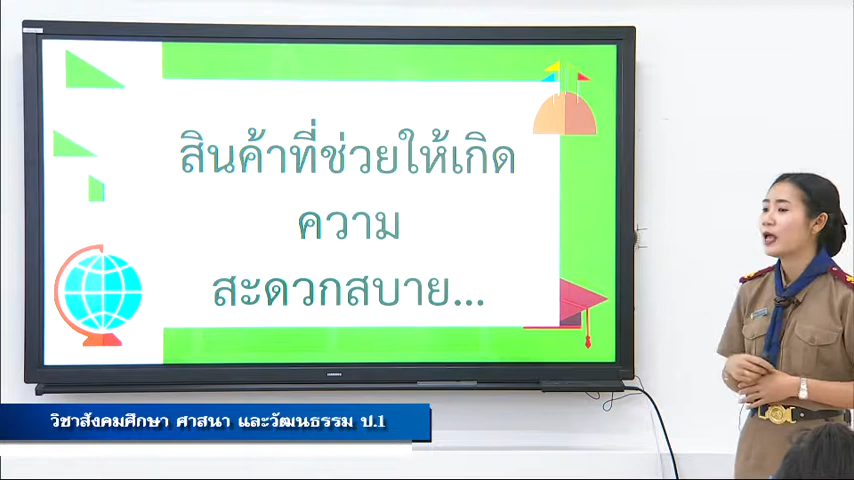 สินค้าที่ช่วยให้เกิด
ความ
สะดวกสบาย...
วิชาสังคมศึกษา ศาสนา และวัฒนธรรม ป.1